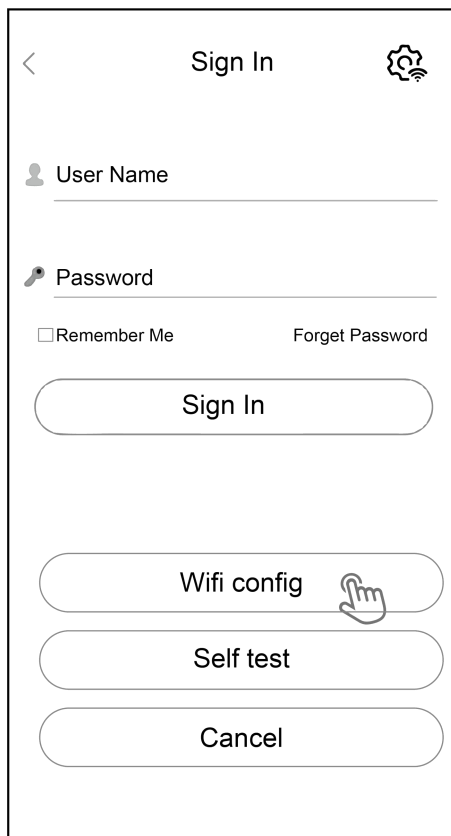 Sign In
User Name
Password
Remember Me Forget Password
Sign In
Wifi config
Self test
Cancel